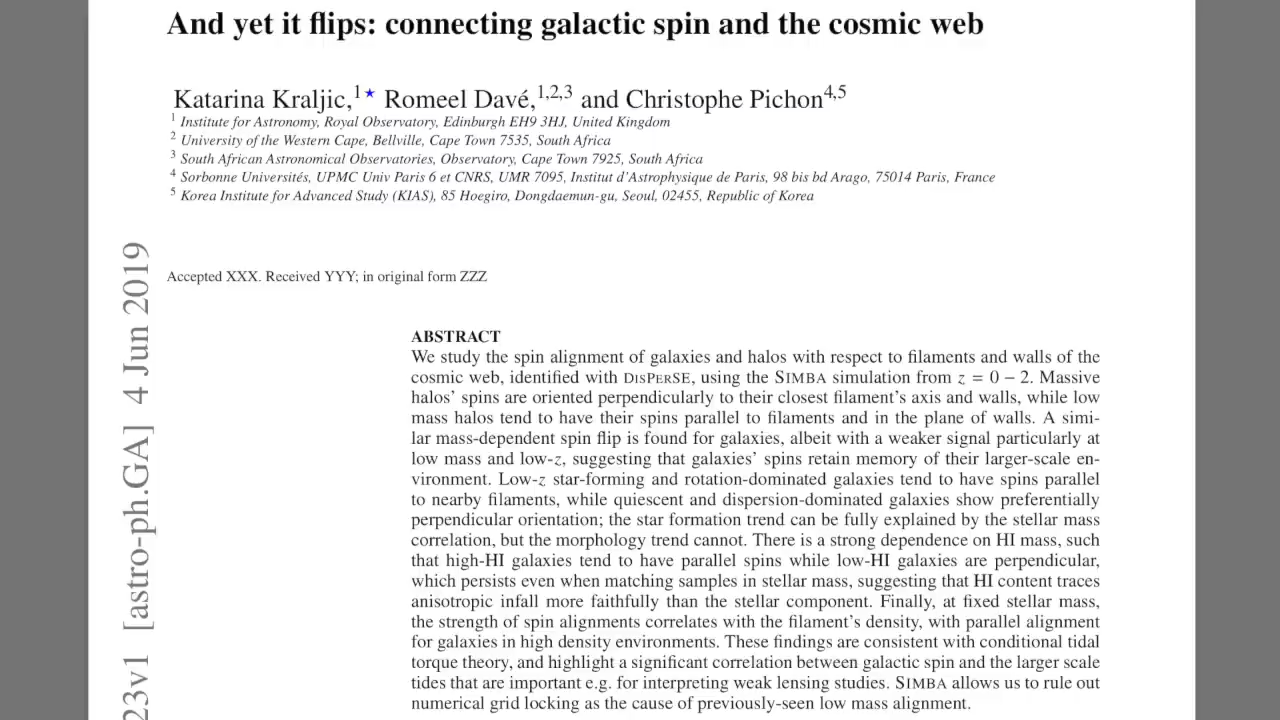 And yet it flips: connecting galactic spin and the cosmic web
Katarina Kraljic,1⋆ Romeel Davé,1,2,3 and Christophe Pichon4,5
1 Institute for Astronomy, Royal Observatory, Edinburgh EH9 3HJ, United Kingdom
2 University of the Western Cape, Bellville, Cape Town 7535, South Africa
3 South African Astronomical Observatories, Observatory, Cape Town 7925, South Africa
4 Sorbonne Universités, UPMC Univ Paris 6 et CNRS, UMR 7095, Institut d'Astrophysique de Paris, 98 bis bd Arago, 75014 Paris, France
5 Korea Institute for Advanced Study (KIAS), 85 Hoegiro, Dongdaemun-gu, Seoul, 02455, Republic of Korea
Accepted XXX. Received YYY; in original form ZZZ
ABSTRACT
We study the spin alignment of galaxies and halos with respect to filaments and walls of the
cosmic web, identified with DISPERSE, using the SIMBA simulation from z = 0 − 2. Massive
halos' spins are oriented perpendicularly to their closest filament's axis and walls, while low
mass halos tend to have their spins parallel to filaments and in the plane of walls. A simi-
lar mass-dependent spin flip is found for galaxies, albeit with a weaker signal particularly at
low mass and low-z, suggesting that galaxies' spins retain memory of their larger-scale en-
vironment. Low-z star-forming and rotation-dominated galaxies tend to have spins parallel
to nearby filaments, while quiescent and dispersion-dominated galaxies show preferentially
perpendicular orientation; the star formation trend can be fully explained by the stellar mass
correlation, but the morphology trend cannot. There is a strong dependence on HI mass, such
that high-HI galaxies tend to have parallel spins while low-HI galaxies are perpendicular,
which persists even when matching samples in stellar mass, suggesting that HI content traces
anisotropic infall more faithfully than the stellar component. Finally, at fixed stellar mass,
the strength of spin alignments correlates with the filament's density, with parallel alignment
for galaxies in high density environments. These findings are consistent with conditional tidal
torque theory, and highlight a significant correlation between galactic spin and the larger scale
tides that are important e.g. for interpreting weak lensing studies. SIMBA allows us to rule out
numerical grid locking as the cause of previously-seen low mass alignment.
23v1 [astro-ph.GA] 4 Jun 2019